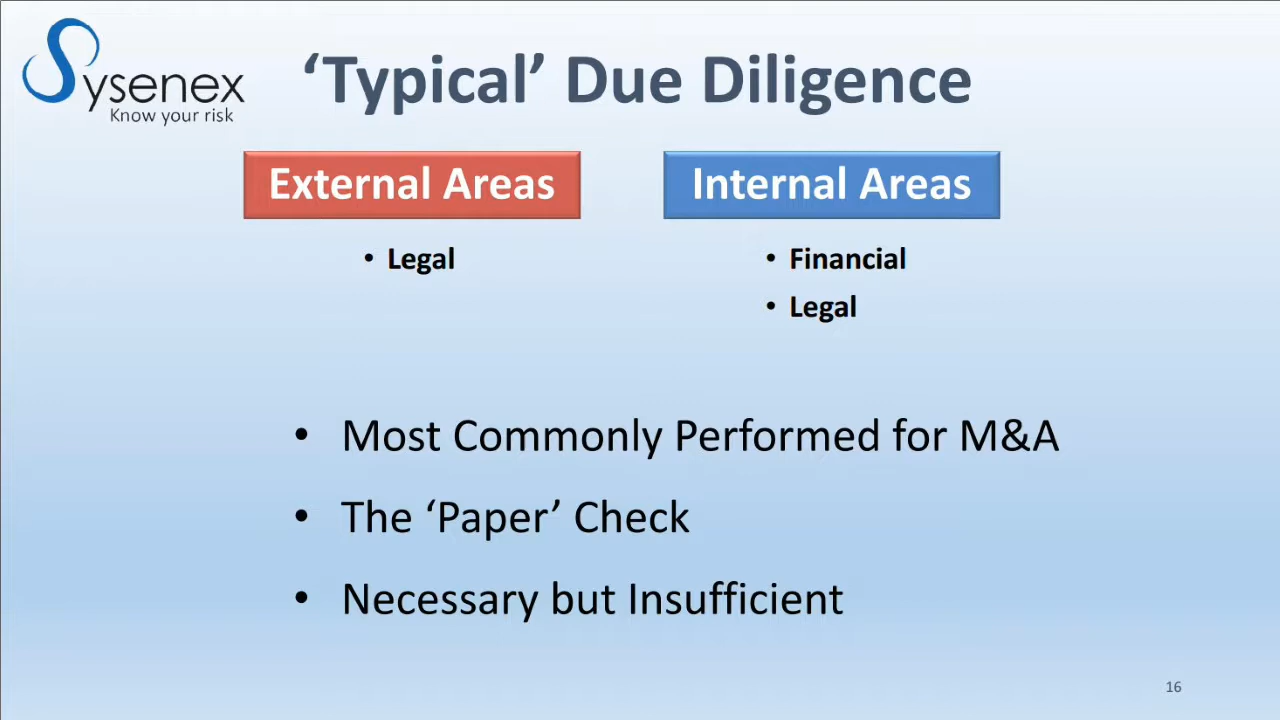 Sysenex
Know your risk
‘Typical’ Due Diligence
External Areas
• Legal
Internal Areas
• Financial
• Legal
• Most Commonly Performed for M&A
• The ‘Paper’ Check
• Necessary but Insufficient
16